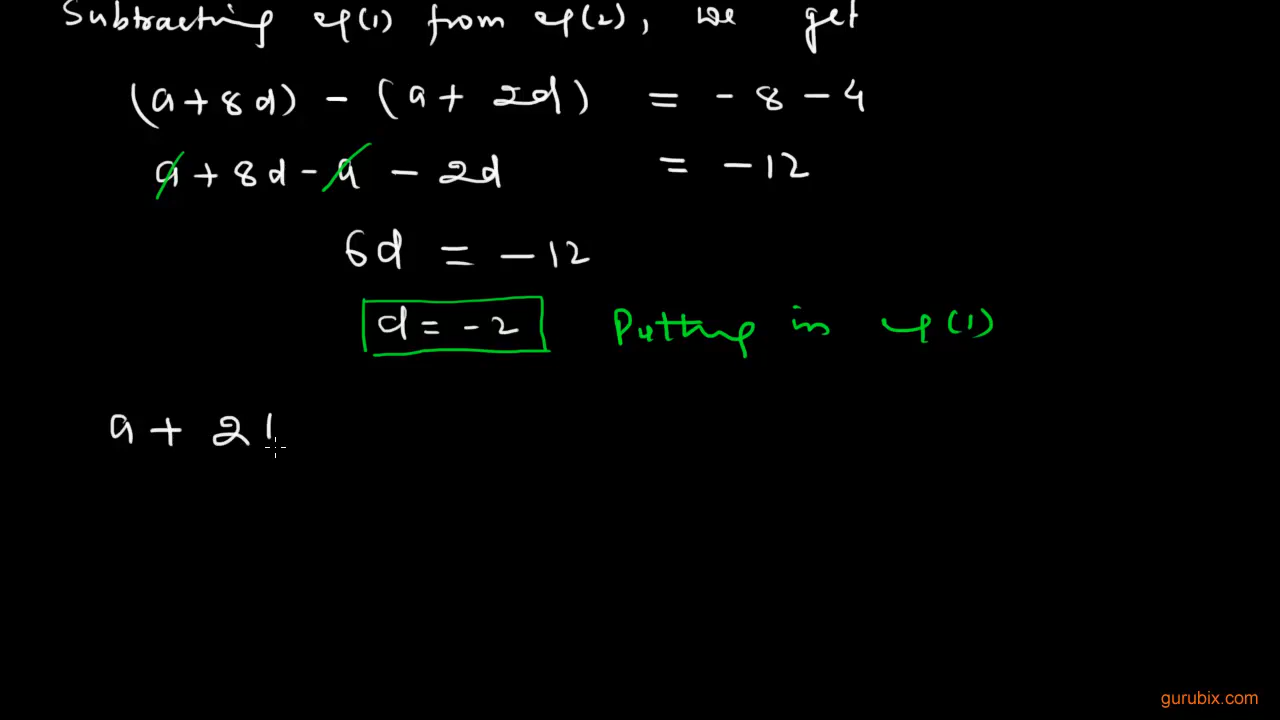 Subtracting eq(1) from eq(2), we get
(a + 8d) - (a + 2d) = - 8 - 4
a + 8d - a - 2d = - 12
6d = - 12
d = - 2 Putting in eq(1)
a + 2
gurubix.com